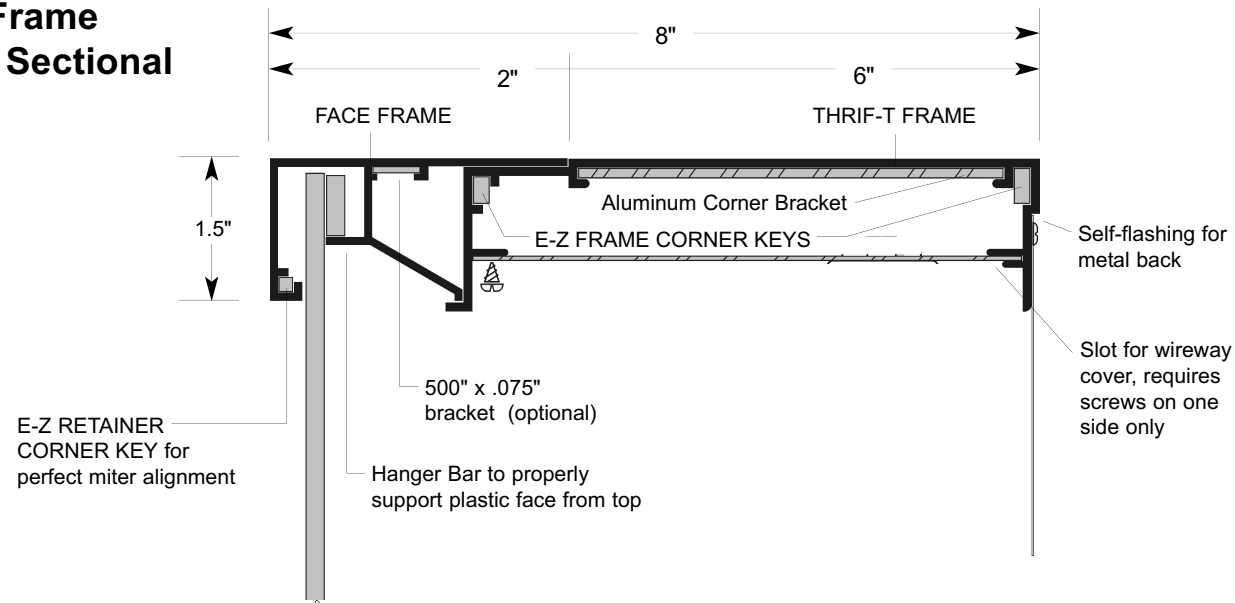 Frame
Sectional
8"
2"
6"
FACE FRAME
THRIF-T FRAME
1.5"
Aluminum Corner Bracket
E-Z FRAME CORNER KEYS
Self-flashing for
metal back
Slot for wireway
cover, requires
screws on one
side only
500" x .075"
bracket (optional)
E-Z RETAINER
CORNER KEY for
perfect miter alignment
Hanger Bar to properly
support plastic face from top